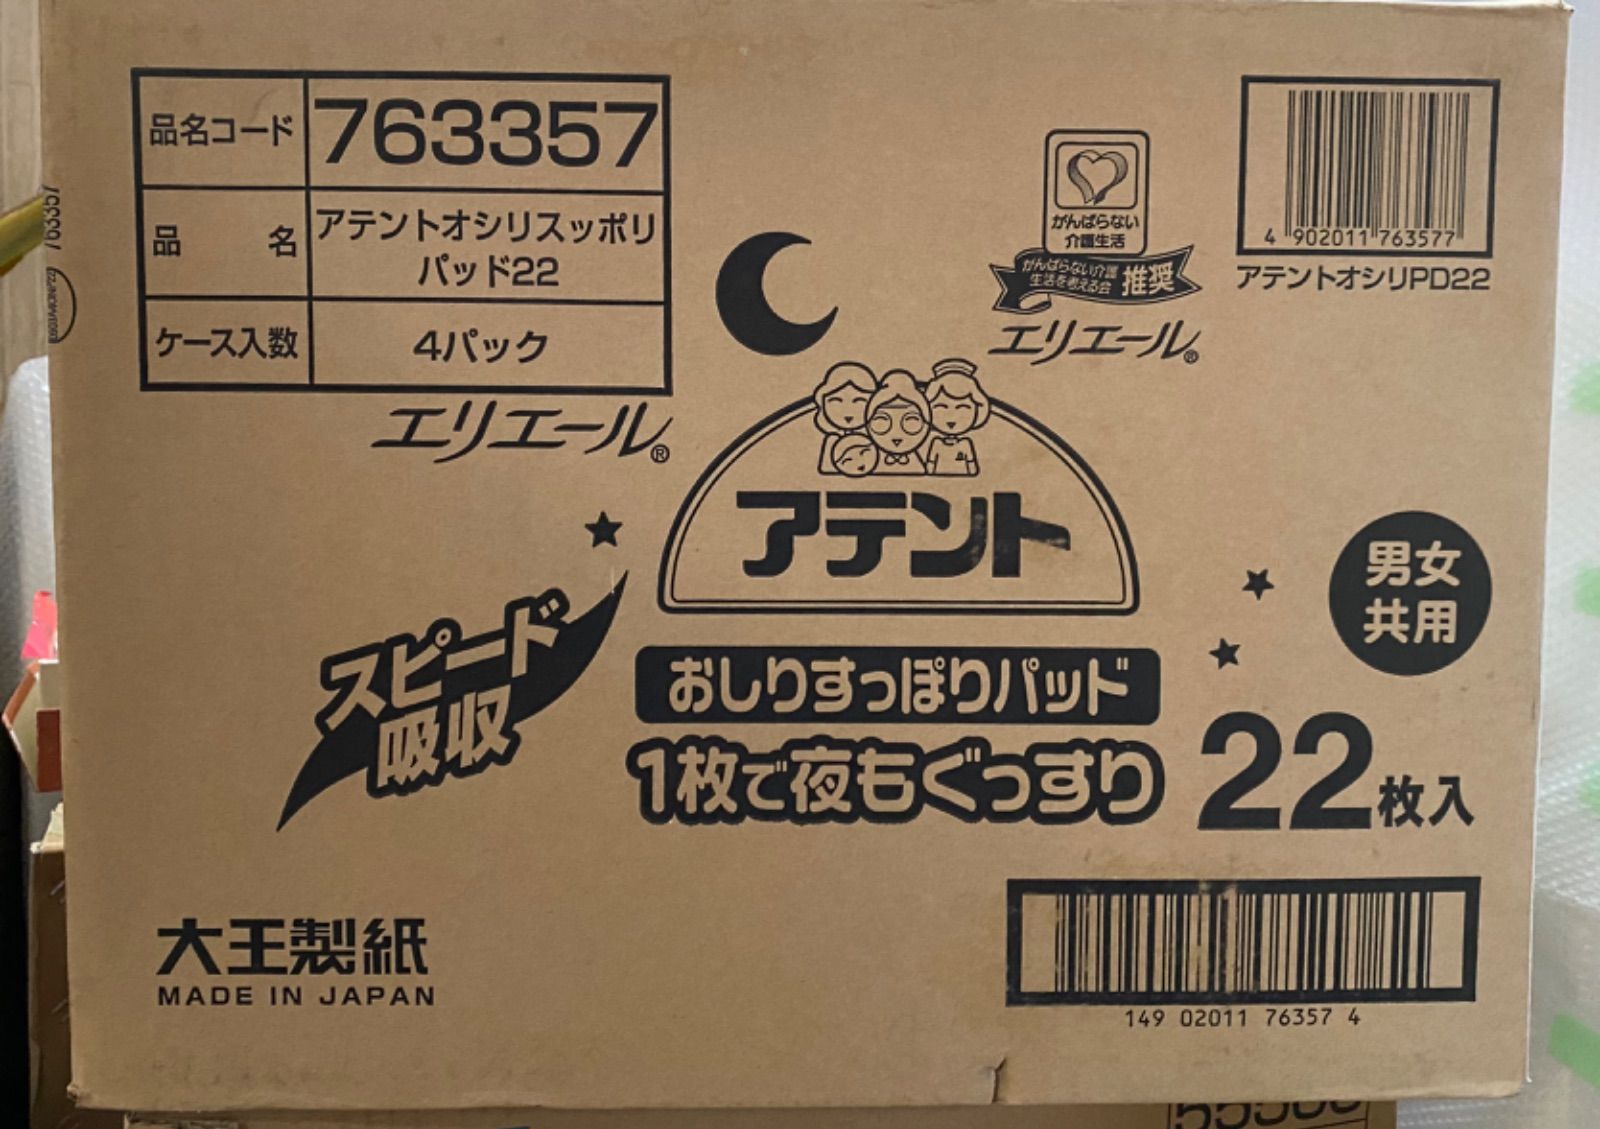 品名コード 763357
品名 アテントオシリスッポリ
パッド22
ケース入数 4パック
エリエール®
がんばらない
介護生活
がんばらない介護
生活を考える会 推奨
エリエール®
4 902011 763577
アテントオシリPD22
アテント
スピード
吸収
男女
共用
おしりすっぽりパッド
1枚で夜もぐっすり
22枚入
大王製紙
MADE IN JAPAN
149 02011 76357 4
763357